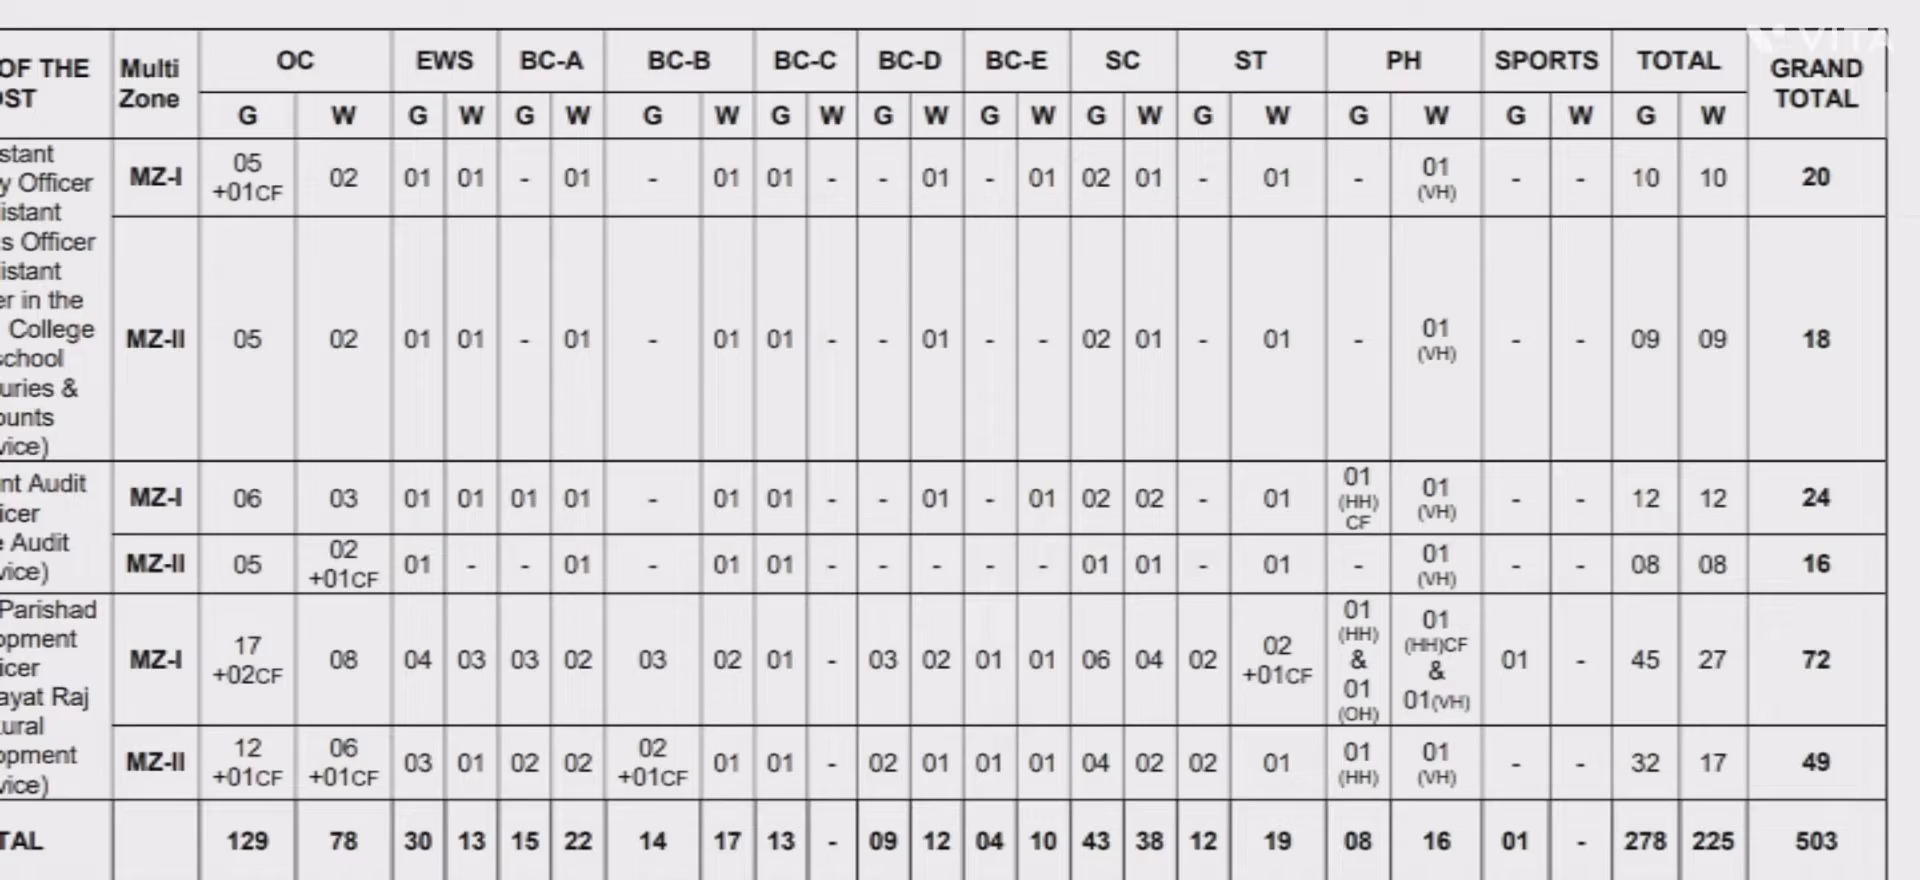 OF THE OST Multi Zone OC EWS BC-A BC-B BC-C BC-D BC-E SC ST PH SPORTS TOTAL GRAND TOTAL
G W G W G W G W G W G W G W G W G W G W G W G W
stant
y Officer
istant
MZ-I 05 +01CF 02 01 01 - 01 - 01 01 - - 01 - 01 02 01 - 01 - 01 (VH) - - 10 10 20
s Officer
istant
er in the
College
school
uries &
ounts
vice)
MZ-II 05 02 01 01 - 01 - 01 01 - - 01 - - 02 01 - 01 - 01 (VH) - - 09 09 18
nt Audit
icer
e Audit
vice)
MZ-I 06 03 01 01 01 01 - 01 01 - - 01 - 01 02 02 - 01 01 (HH) CF 01 (VH) - - 12 12 24
MZ-II 05 02 +01CF 01 - - 01 - 01 01 - - - - - 01 01 - 01 - 01 (VH) - - 08 08 16
Parishad
opment
icer
ayat Raj
ural
opment
vice)
MZ-I 17 +02CF 08 04 03 03 02 03 02 01 - 03 02 01 01 06 04 02 02 +01CF 01 (HH) & 01 (OH) 01 (HH)CF & 01(VH) 01 - 45 27 72
MZ-II 12 +01CF 06 +01CF 03 01 02 02 02 +01CF 01 01 - 02 01 01 01 04 02 02 01 01 (HH) 01 (VH) - - 32 17 49
TAL 129 78 30 13 15 22 14 17 13 - 09 12 04 10 43 38 12 19 08 16 01 - 278 225 503
VITA